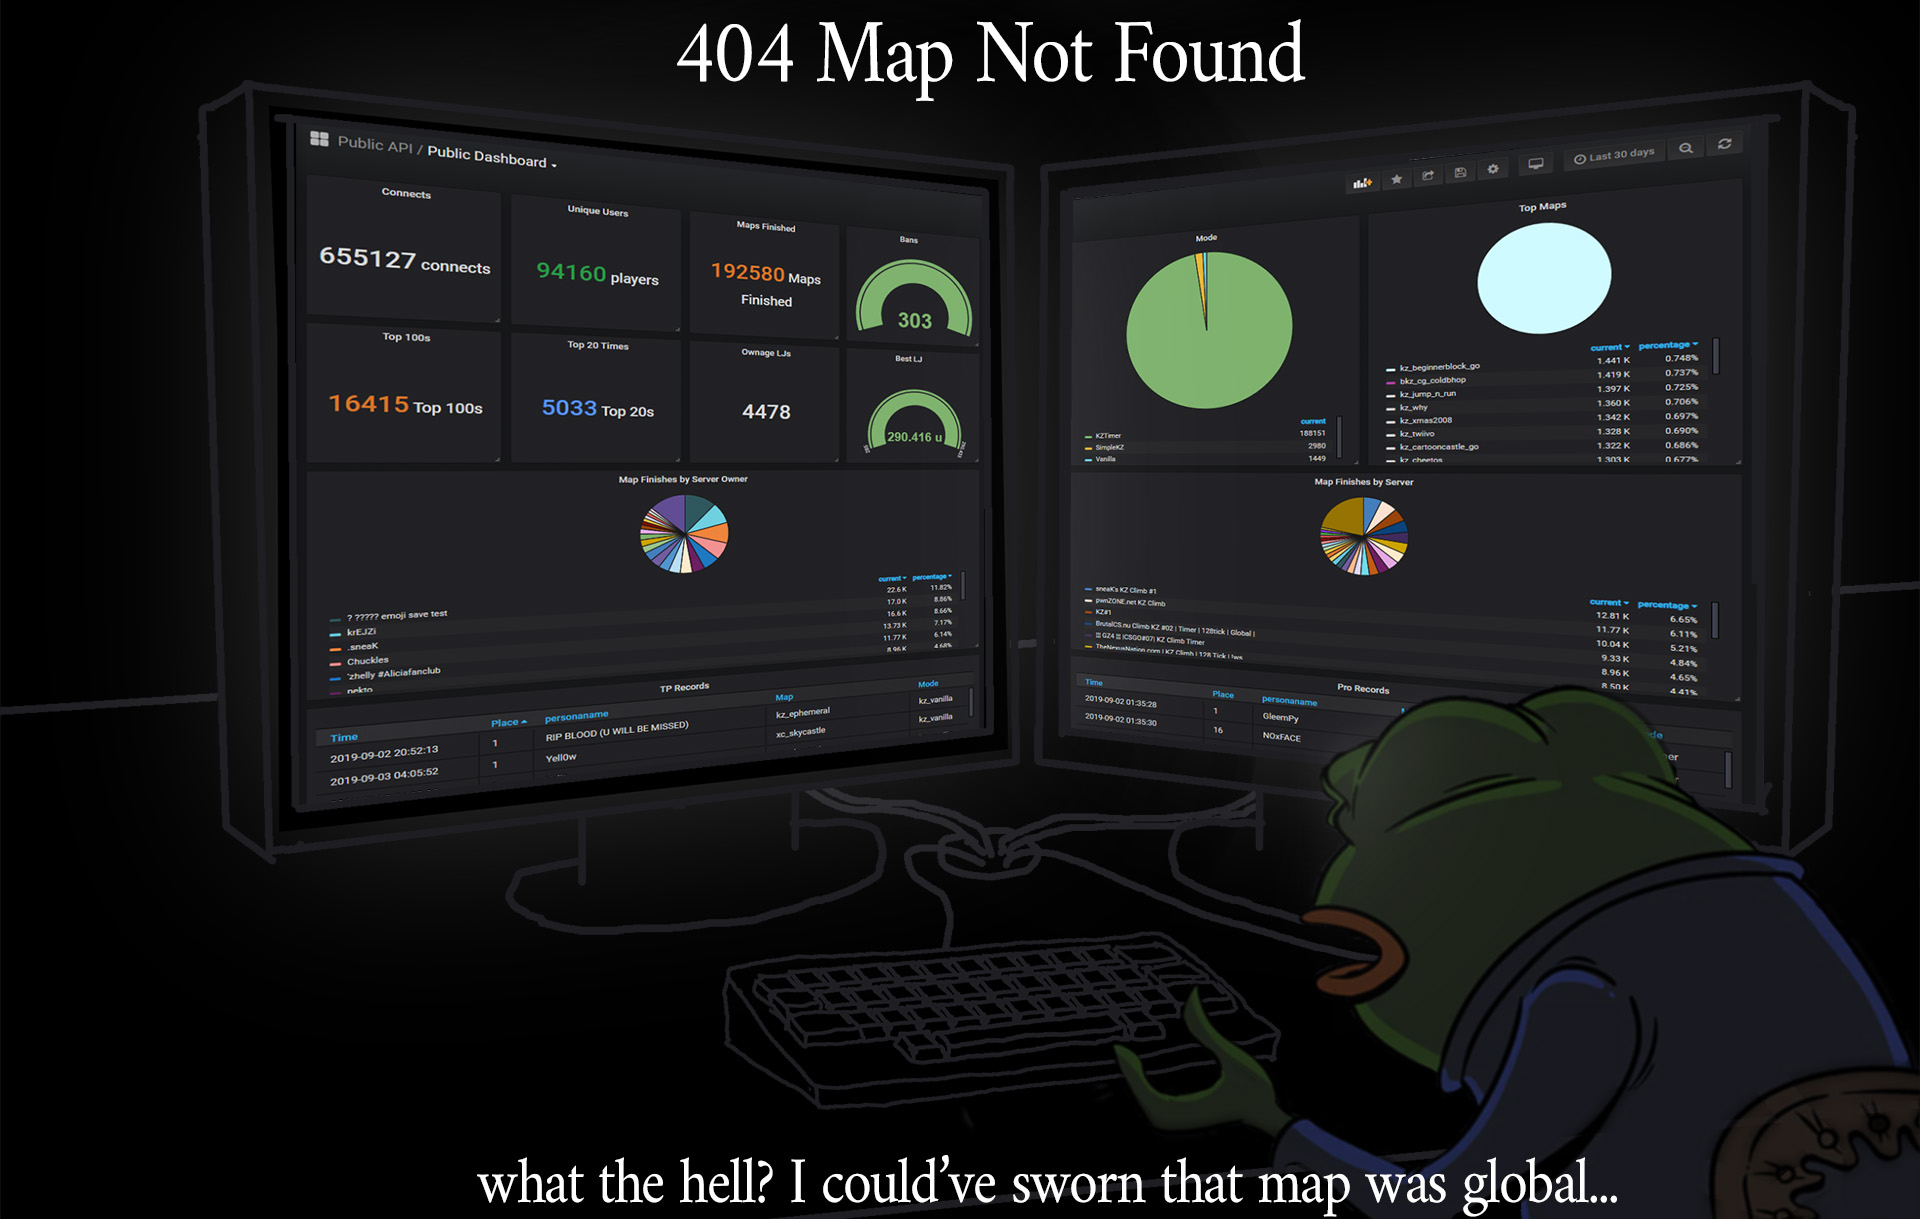 404 Map Not Found
Public API / Public Dashboard
Connects
655127 connects
Unique Users
94160 players
Maps Finished
192580 Maps
Finished
Bans
303
Top 100s
16415 Top 100s
Top 20 Times
5033 Top 20s
Ownage LJs
4478
Best LJ
290.416 u
Map Finishes by Server Owner
current percentage
22.6 K 11.82%
17.0 K 8.86%
16.6 K 8.66%
13.73 K 7.17%
11.77 K 6.14%
8.96 K 4.68%
? ????? emoji save test
krEJZi
.sneaK
Chuckles
'zhelly #Aliciafanclub
nekto
TP Records
Time Place personaname Map Mode
2019-09-02 20:52:13 1 RIP BLOOD (U WILL BE MISSED) kz_ephemeral kz_vanilla
2019-09-03 04:05:52 1 Yell0w xc_skycastle kz_vanilla
Last 30 days
Mode
current
KZTimer 188151
SimpleKZ 2980
Vanilla 1449
Top Maps
current percentage
kz_beginnerblock_go 1.441 K 0.748%
bkz_cg_coldbhop 1.419 K 0.737%
kz_jump_n_run 1.397 K 0.725%
kz_why 1.360 K 0.706%
kz_xmas2008 1.342 K 0.697%
kz_twiivo 1.328 K 0.690%
kz_cartooncastle_go 1.322 K 0.686%
kz_cheetos 1.303 K 0.677%
Map Finishes by Server
current percentage
sneaK's KZ Climb #1 12.81 K 6.65%
pwnZONE.net KZ Climb 11.77 K 6.11%
KZ#1 10.04 K 5.21%
BrutalCS.nu Climb KZ #02 | Timer | 128tick | Global | 9.33 K 4.84%
GZ4 |CSGO#07| KZ Climb Timer 8.96 K 4.65%
TheNexusNation.com | KZ Climb | 128 Tick | 8.50 K 4.41%
Pro Records
Time Place personaname
2019-09-02 01:35:28 1 GleemPy
2019-09-02 01:35:30 16 NOxFACE
what the hell? I could've sworn that map was global...